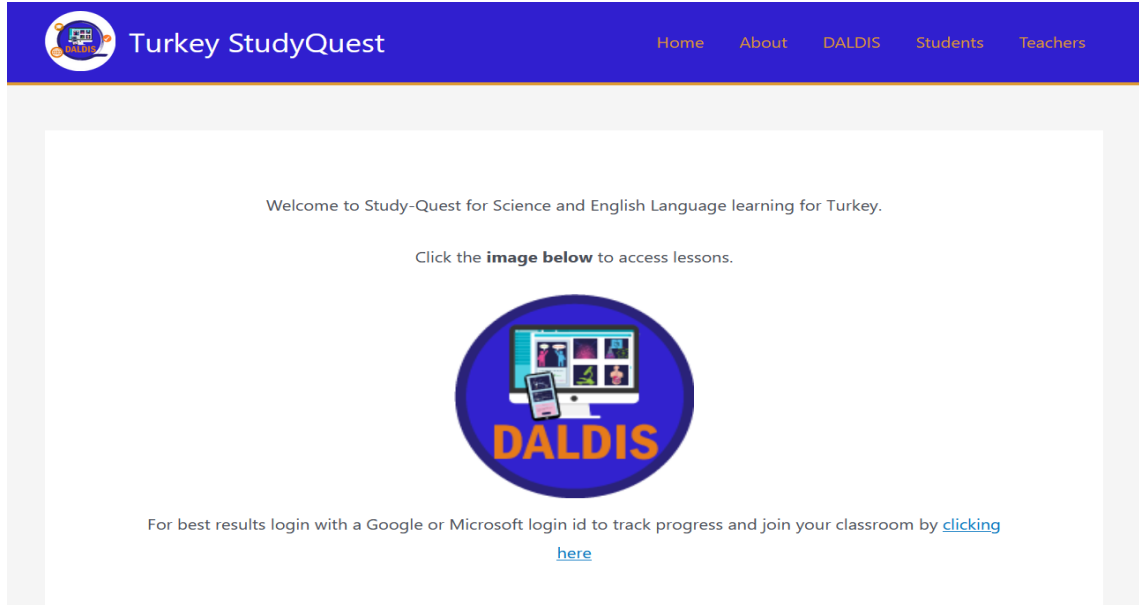 DALDIS
Turkey StudyQuest
Home About DALDIS Students Teachers
Welcome to Study-Quest for Science and English Language learning for Turkey.
Click the image below to access lessons.
DALDIS
For best results login with a Google or Microsoft login id to track progress and join your classroom by clicking
here